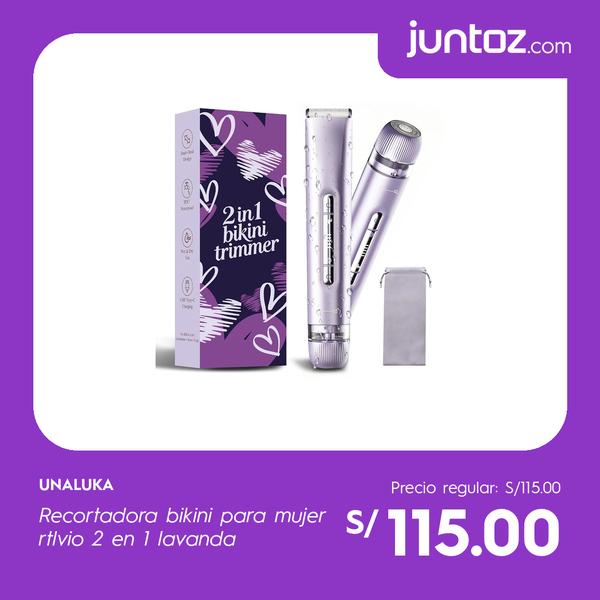 juntoz.com
2 in 1
bikini
trimmer
UNALUKA
Recortadora bikini para mujer
rtlvio 2 en 1 lavanda
Precio regular: S/115.00
S/115.00